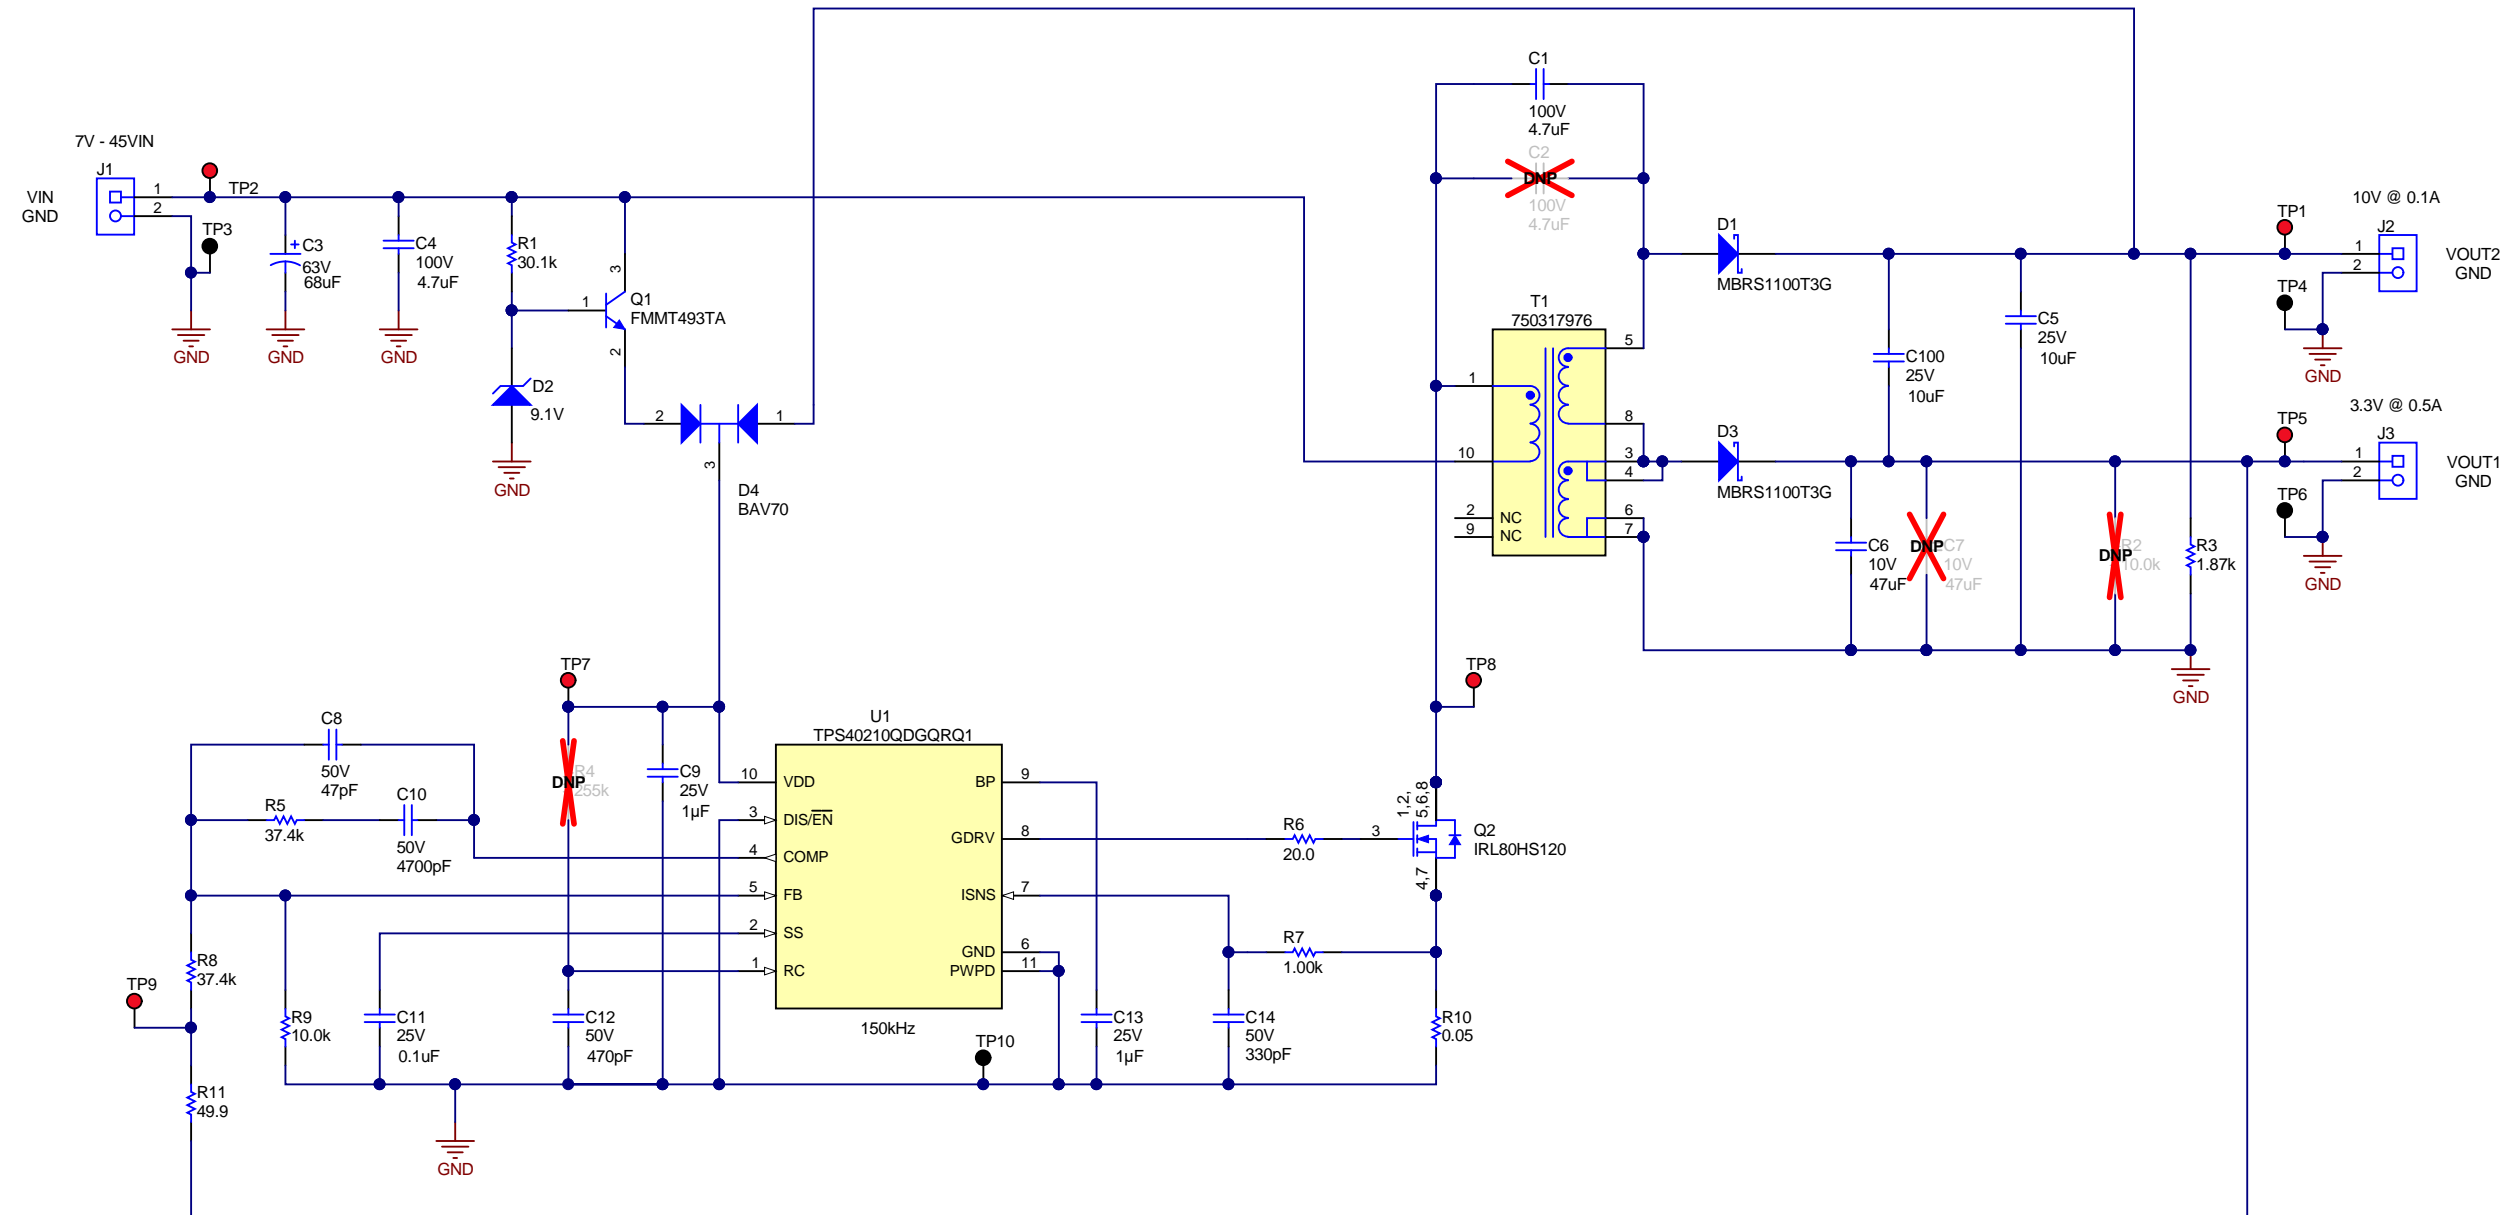 7V - 45VIN
J1
VIN
GND
1
2
TP2
TP3
GND
C3
+
63V
68uF
GND
C4
100V
4.7uF
GND
R1
30.1k
3
1
Q1
FMMT493TA
2
D2
9.1V
GND
2
1
3
D4
BAV70
C1
100V
4.7uF
C2
DNP
100V
4.7uF
D1
MBRS1100T3G
T1
750317976
1
10
2
NC
9
NC
5
8
3
4
6
7
D3
MBRS1100T3G
C100
25V
10uF
C5
25V
10uF
10V @ 0.1A
TP1
J2
1
2
VOUT2
GND
TP4
GND
3.3V @ 0.5A
TP5
J3
1
2
VOUT1
GND
TP6
GND
C6
10V
47uF
DNP
C7
10V
47uF
DNP
R2
10.0k
R3
1.87k
GND
TP7
TP8
C8
50V
47pF
R5
37.4k
C10
50V
4700pF
DNP
R4
255k
C9
25V
1µF
U1
TPS40210QDGQRQ1
10
VDD
3
DIS/EN
4
COMP
5
FB
2
SS
1
RC
BP
9
GDRV
8
ISNS
7
GND
6
PWPD
11
150kHz
R6
20.0
3
1,2,
5,6,8
4,7
Q2
IRL80HS120
R7
1.00k
TP9
R8
37.4k
R9
10.0k
C11
25V
0.1uF
C12
50V
470pF
TP10
C13
25V
1µF
C14
50V
330pF
R10
0.05
R11
49.9
GND